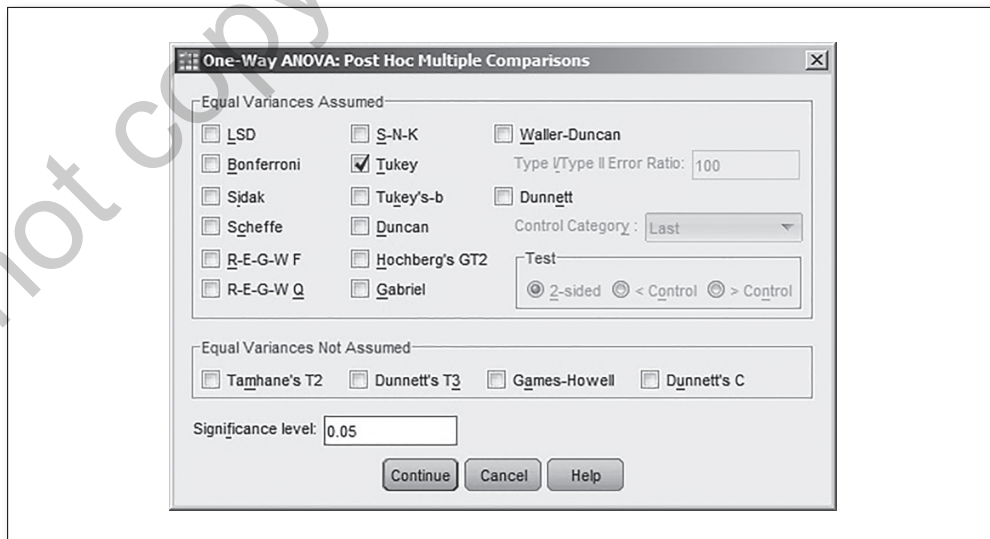 not copy
One-Way ANOVA: Post Hoc Multiple Comparisons
Equal Variances Assumed
LSD
S-N-K
Waller-Duncan
Bonferroni
Tukey
Type I/Type II Error Ratio: 100
Sidak
Tukey's-b
Dunnett
Scheffe
Duncan
Control Category : Last
R-E-G-W F
Hochberg's GT2
Test
R-E-G-W Q
Gabriel
2-sided < Control > Control
Equal Variances Not Assumed
Tamhane's T2 Dunnett's T3 Games-Howell Dunnett's C
Significance level: 0.05
Continue Cancel Help